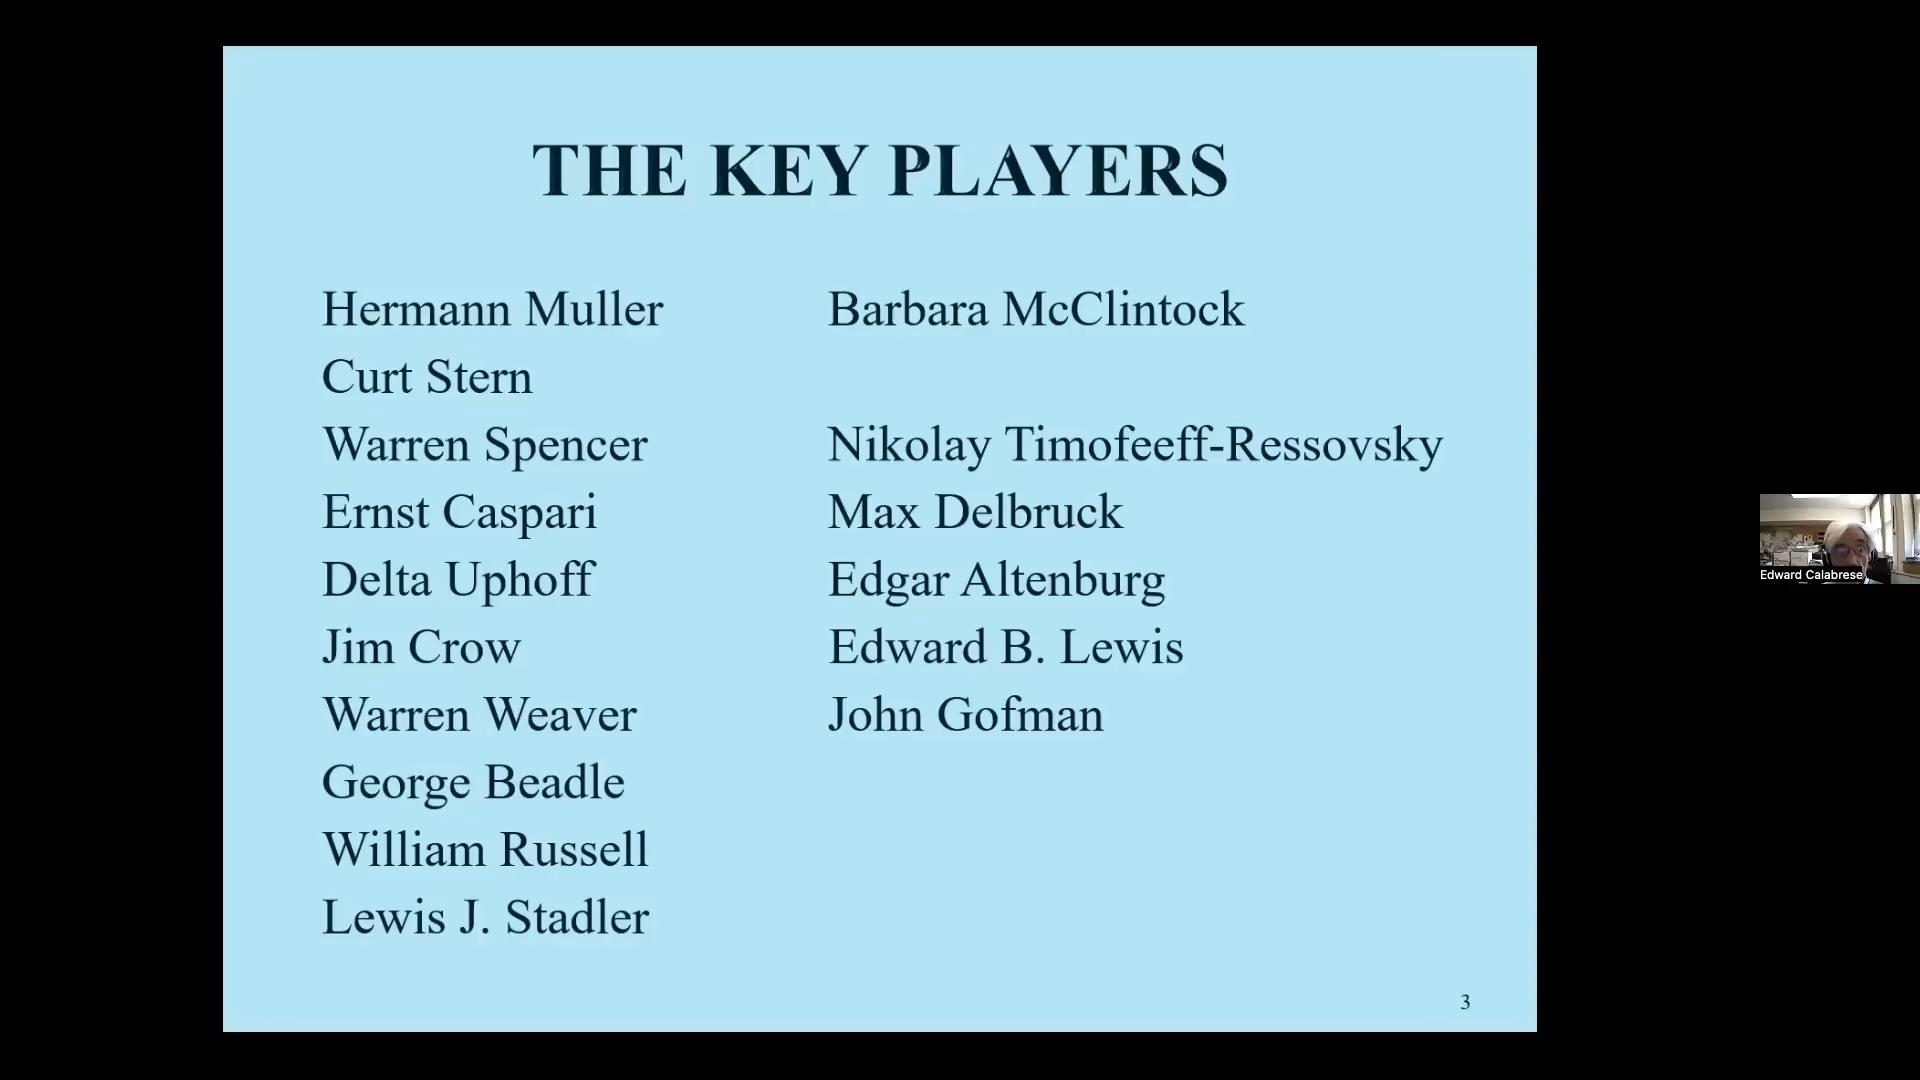 THE KEY PLAYERS
Hermann Muller
Curt Stern
Warren Spencer
Ernst Caspari
Delta Uphoff
Jim Crow
Warren Weaver
George Beadle
William Russell
Lewis J. Stadler
Barbara McClintock
Nikolay Timofeeff-Ressovsky
Max Delbruck
Edgar Altenburg
Edward B. Lewis
John Gofman
3
Edward Calabrese